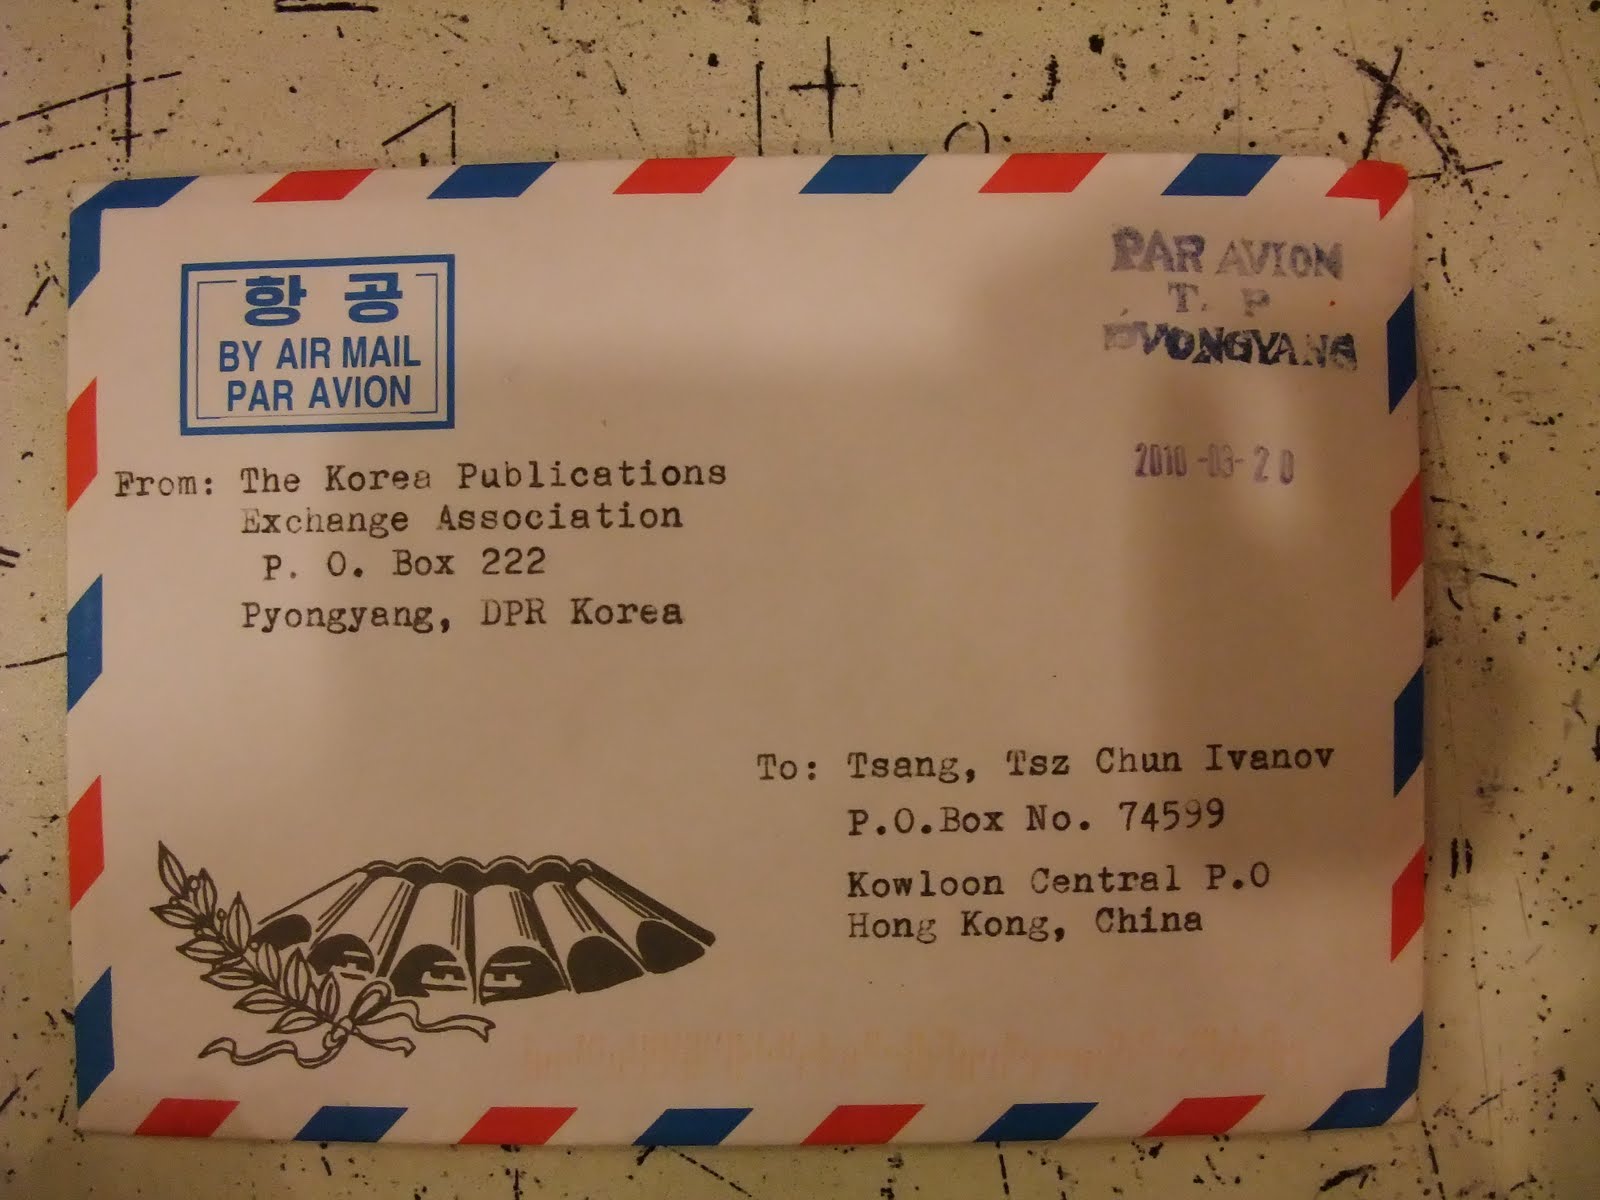 항 공
BY AIR MAIL
PAR AVION
PAR AVION
T. P
PYONGYANG
2010-03-20
From: The Korea Publications
Exchange Association
P. O. Box 222
Pyongyang, DPR Korea
To: Tsang, Tsz Chun Ivanov
P.O.Box No. 74599
Kowloon Central P.O
Hong Kong, China